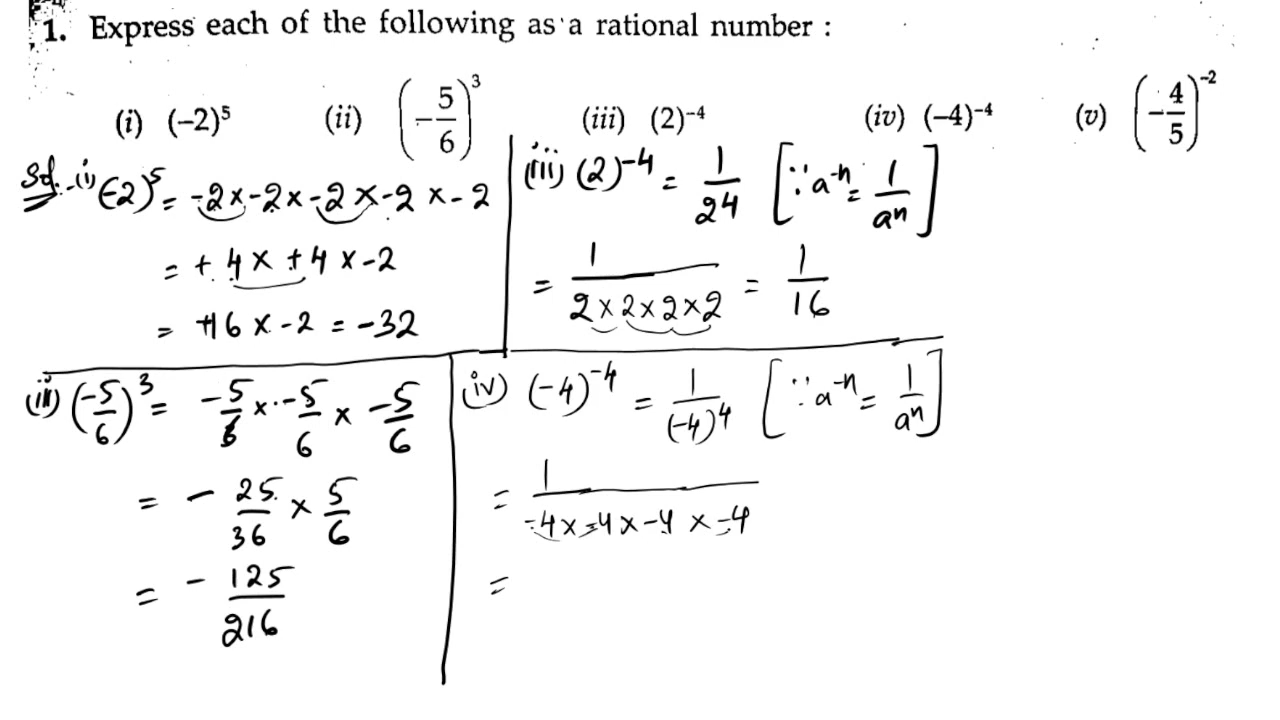 1. Express each of the following as a rational number :
(i) (−2)⁵ (ii) (−5/6)³ (iii) (2)⁻⁴ (iv) (−4)⁻⁴ (v) (−4/5)⁻²
Sol.-(i) (-2)⁵ = -2 × -2 × -2 × -2 × -2
= + 4 × + 4 × -2
= +16 × -2 = -32
(iii) (2)⁻⁴ = 1/2⁴ [∵ a⁻ⁿ = 1/aⁿ]
= 1/(2 × 2 × 2 × 2) = 1/16
(ii) (-5/6)³ = -5/6 × -5/6 × -5/6
= - 25/36 × 5/6
= - 125/216
(iv) (-4)⁻⁴ = 1/(-4)⁴ [∵ a⁻ⁿ = 1/aⁿ]
= 1/(-4 × -4 × -4 × -4)
=